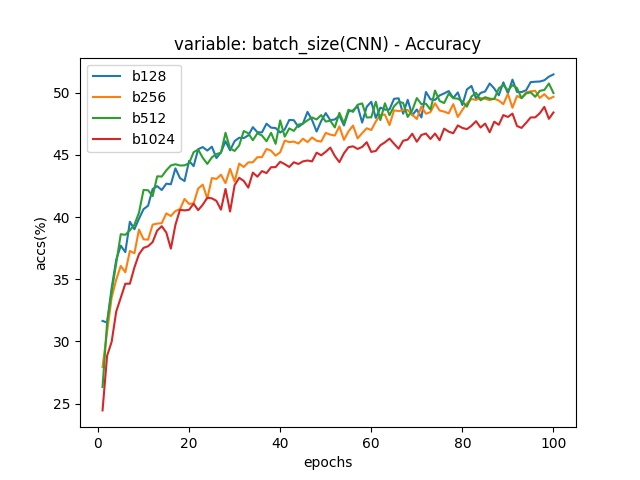 variable: batch_size(CNN) - Accuracy
b128
b256
b512
b1024
accs(%)
50
45
40
35
30
25
0 20 40 60 80 100
epochs